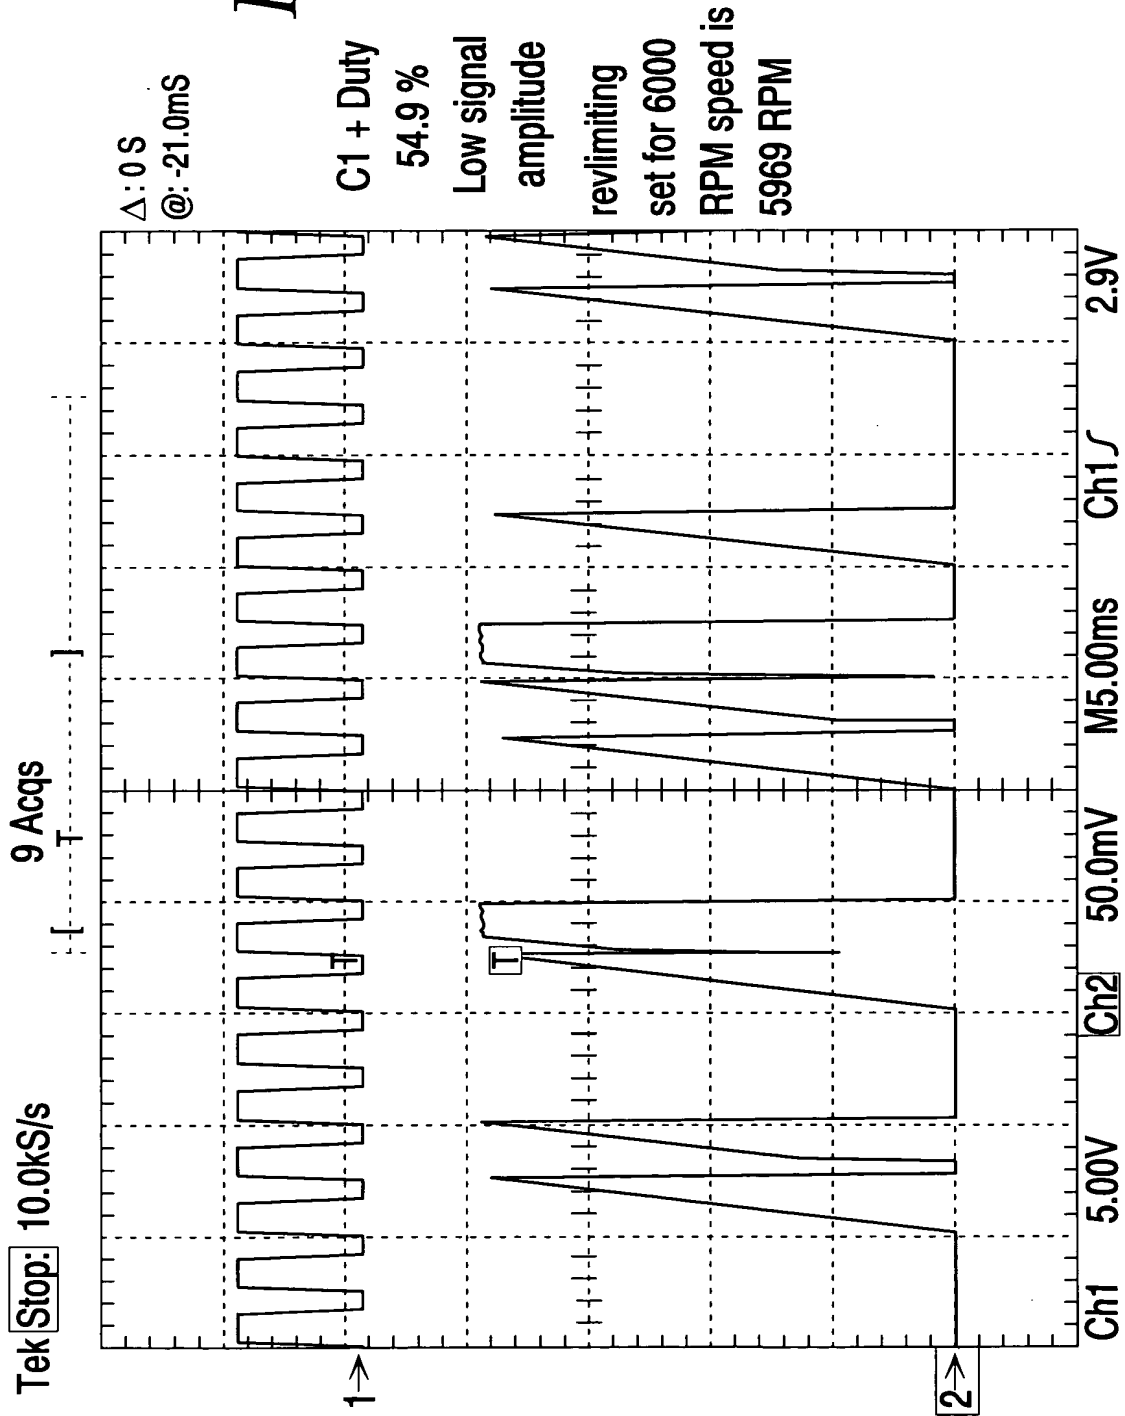 Tek Stop: 10.0kS/s
9 Acqs
[ T ]
Δ: 0 S
@: -21.0mS
C1 + Duty
54.9 %
Low signal
amplitude
revlimiting
set for 6000
RPM speed is
5969 RPM
T
T
1
2
Ch1 5.00V Ch2 50.0mV M5.00ms Ch1 2.9V